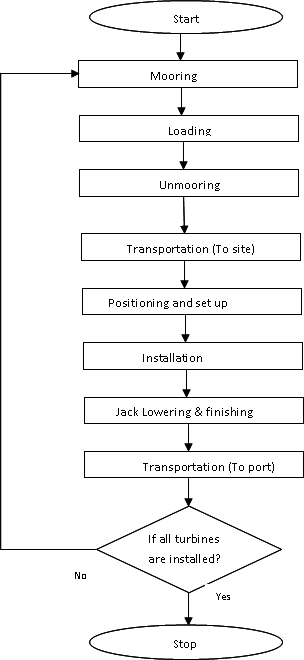 Start
Mooring
Loading
Unmooring
Transportation (To site)
Positioning and set up
Installation
Jack Lowering & finishing
Transportation (To port)
If all turbines
are installed?
No
Yes
Stop